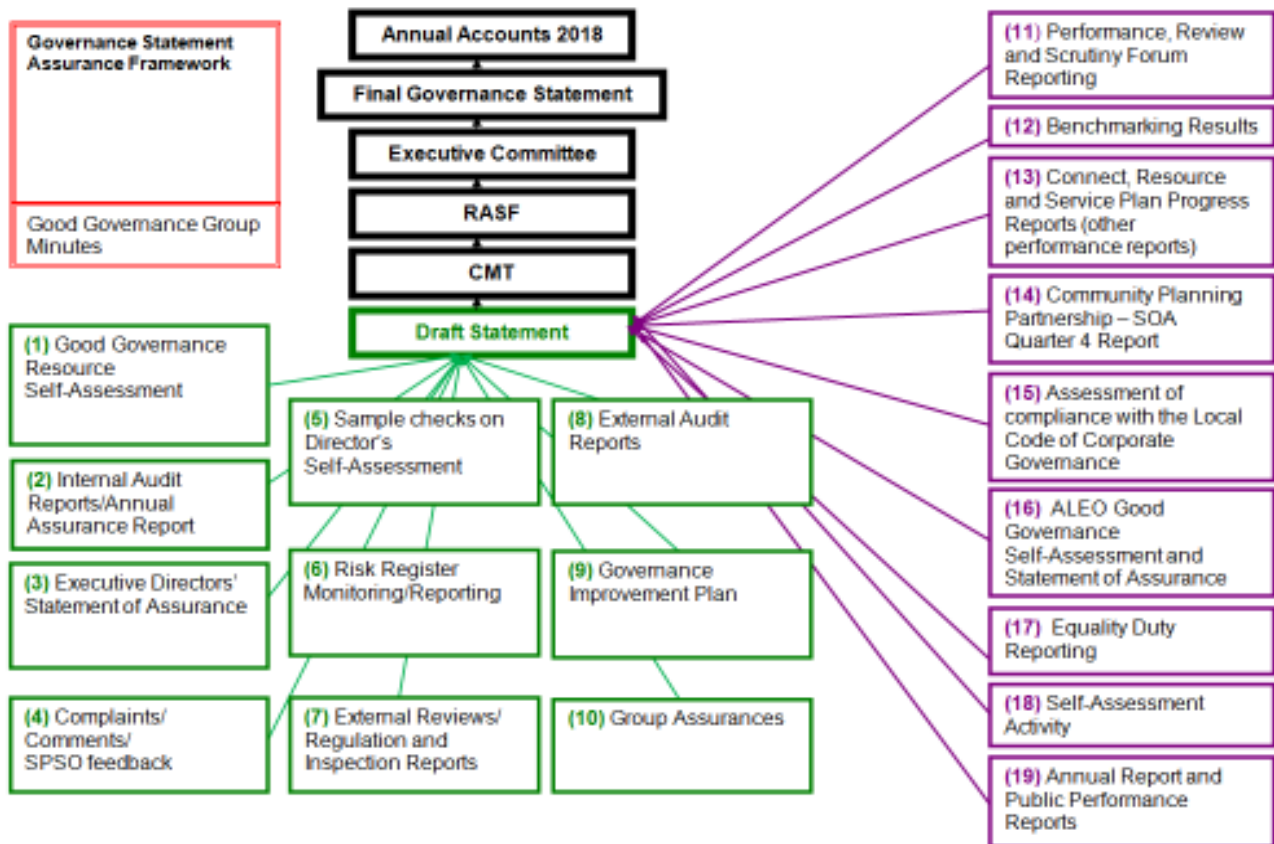 Governance Statement
Assurance Framework
Good Governance Group
Minutes
Annual Accounts 2018
Final Governance Statement
Executive Committee
RASF
CMT
Draft Statement
(1) Good Governance
Resource
Self-Assessment
(2) Internal Audit
Reports/Annual
Assurance Report
(3) Executive Directors'
Statement of Assurance
(4) Complaints/
Comments/
SPSO feedback
(5) Sample checks on
Director's
Self-Assessment
(6) Risk Register
Monitoring/Reporting
(7) External Reviews/
Regulation and
Inspection Reports
(8) External Audit
Reports
(9) Governance
Improvement Plan
(10) Group Assurances
(11) Performance, Review
and Scrutiny Forum
Reporting
(12) Benchmarking Results
(13) Connect, Resource
and Service Plan Progress
Reports (other
performance reports)
(14) Community Planning
Partnership – SOA
Quarter 4 Report
(15) Assessment of
compliance with the Local
Code of Corporate
Governance
(16) ALEO Good
Governance
Self-Assessment and
Statement of Assurance
(17) Equality Duty
Reporting
(18) Self-Assessment
Activity
(19) Annual Report and
Public Performance
Reports